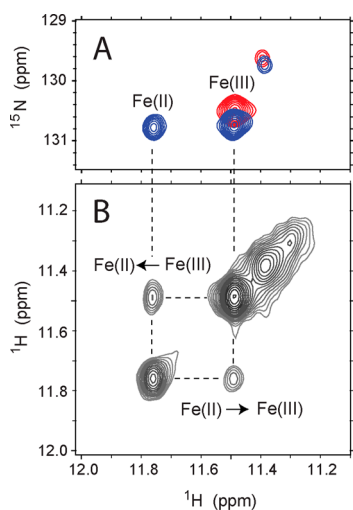 129
A
130
Fe(III)
Fe(II)
131
¹⁵N (ppm)
B
11.2
Fe(II) ← Fe(III)
11.4
11.6
11.8
Fe(II) → Fe(III)
12.0
¹H (ppm)
12.0 11.8 11.6 11.4 11.2
¹H (ppm)